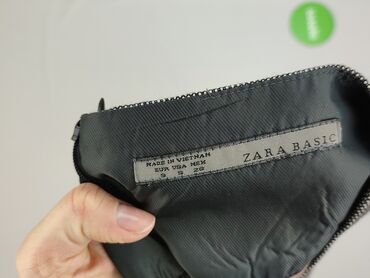 MADE IN VIETNAM
EUR USA MEX
S S 26
ZARA BASIC